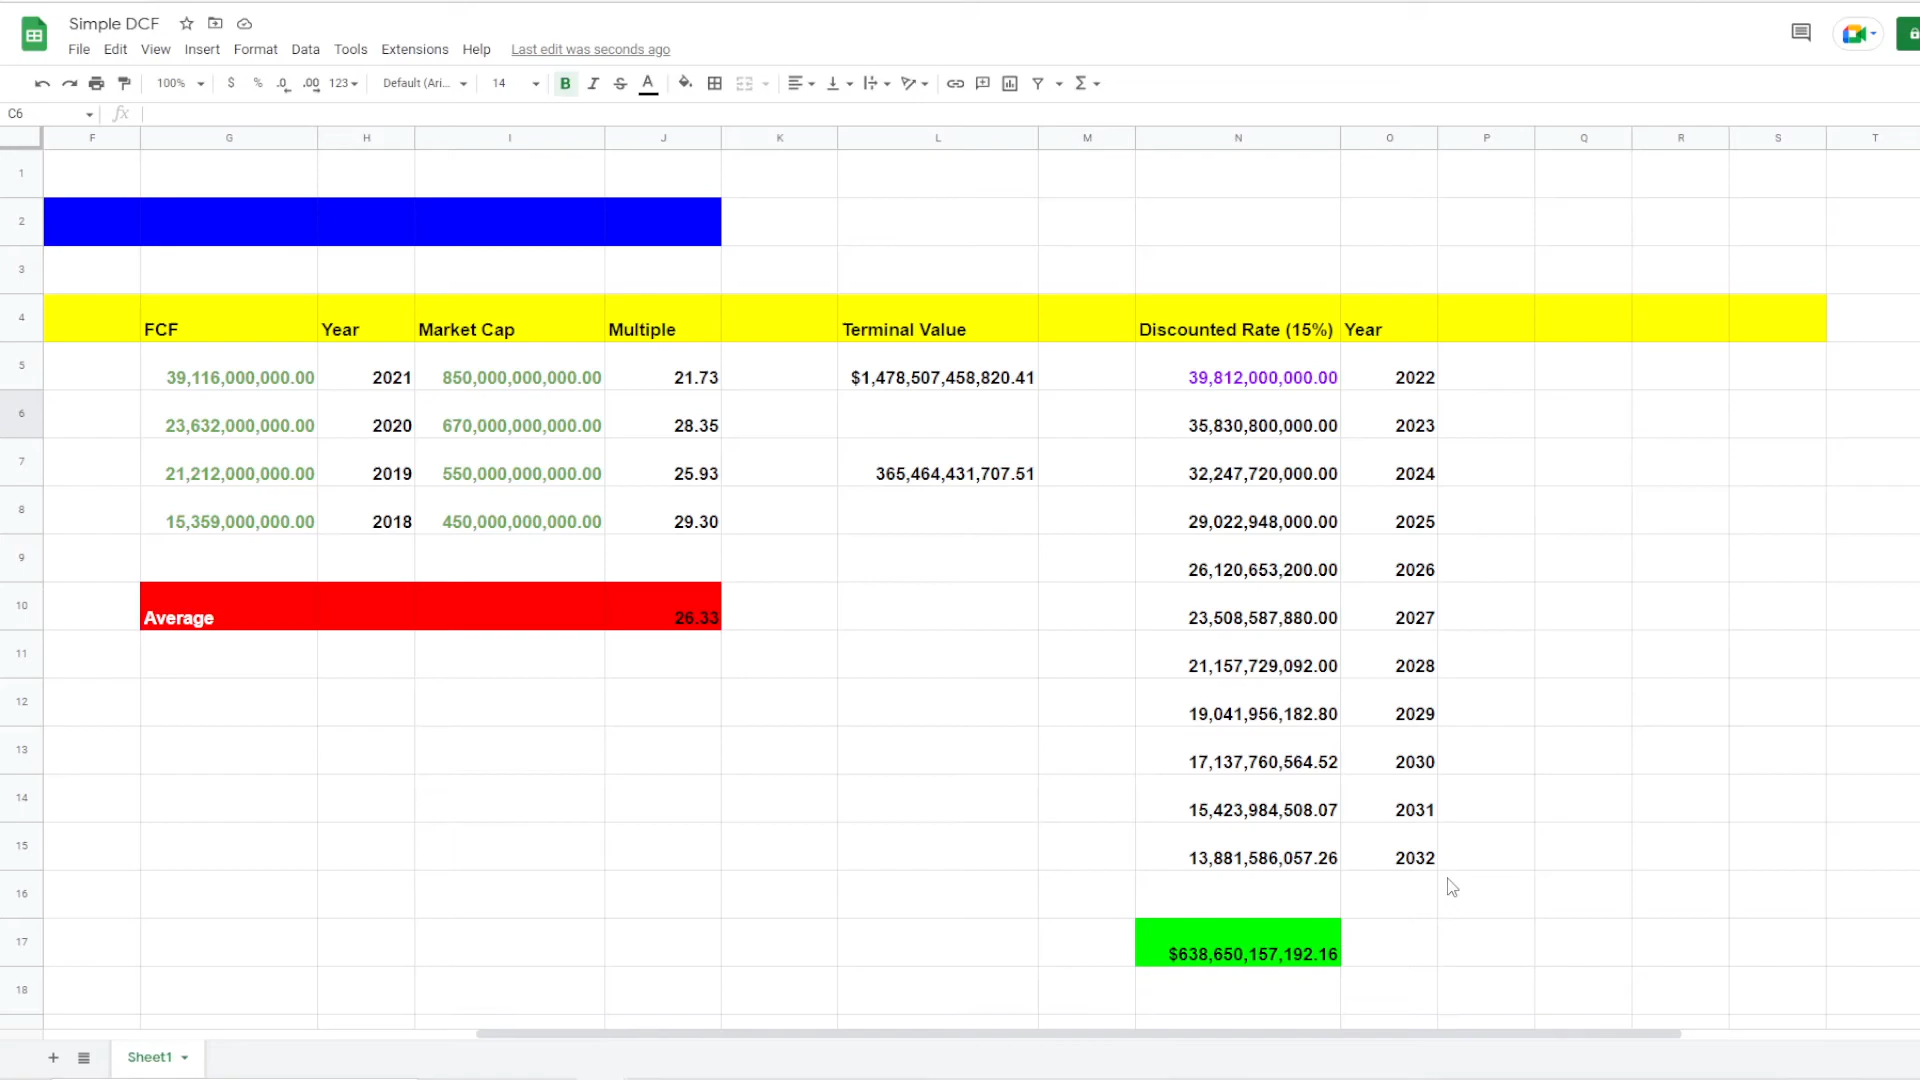 Simple DCF
File Edit View Insert Format Data Tools Extensions Help Last edit was seconds ago
100% $ % .0 .00 123 Default (Ari... 14 B I S A
C6 fx
F G H I J K L M N O P Q R S T
1
2
3
4 FCF Year Market Cap Multiple Terminal Value Discounted Rate (15%) Year
5 39,116,000,000.00 2021 850,000,000,000.00 21.73 $1,478,507,458,820.41 39,812,000,000.00 2022
6 23,632,000,000.00 2020 670,000,000,000.00 28.35 35,830,800,000.00 2023
7 21,212,000,000.00 2019 550,000,000,000.00 25.93 365,464,431,707.51 32,247,720,000.00 2024
8 15,359,000,000.00 2018 450,000,000,000.00 29.30 29,022,948,000.00 2025
9 26,120,653,200.00 2026
10 Average 26.33 23,508,587,880.00 2027
11 21,157,729,092.00 2028
12 19,041,956,182.80 2029
13 17,137,760,564.52 2030
14 15,423,984,508.07 2031
15 13,881,586,057.26 2032
16
17 $638,650,157,192.16
18
Sheet1